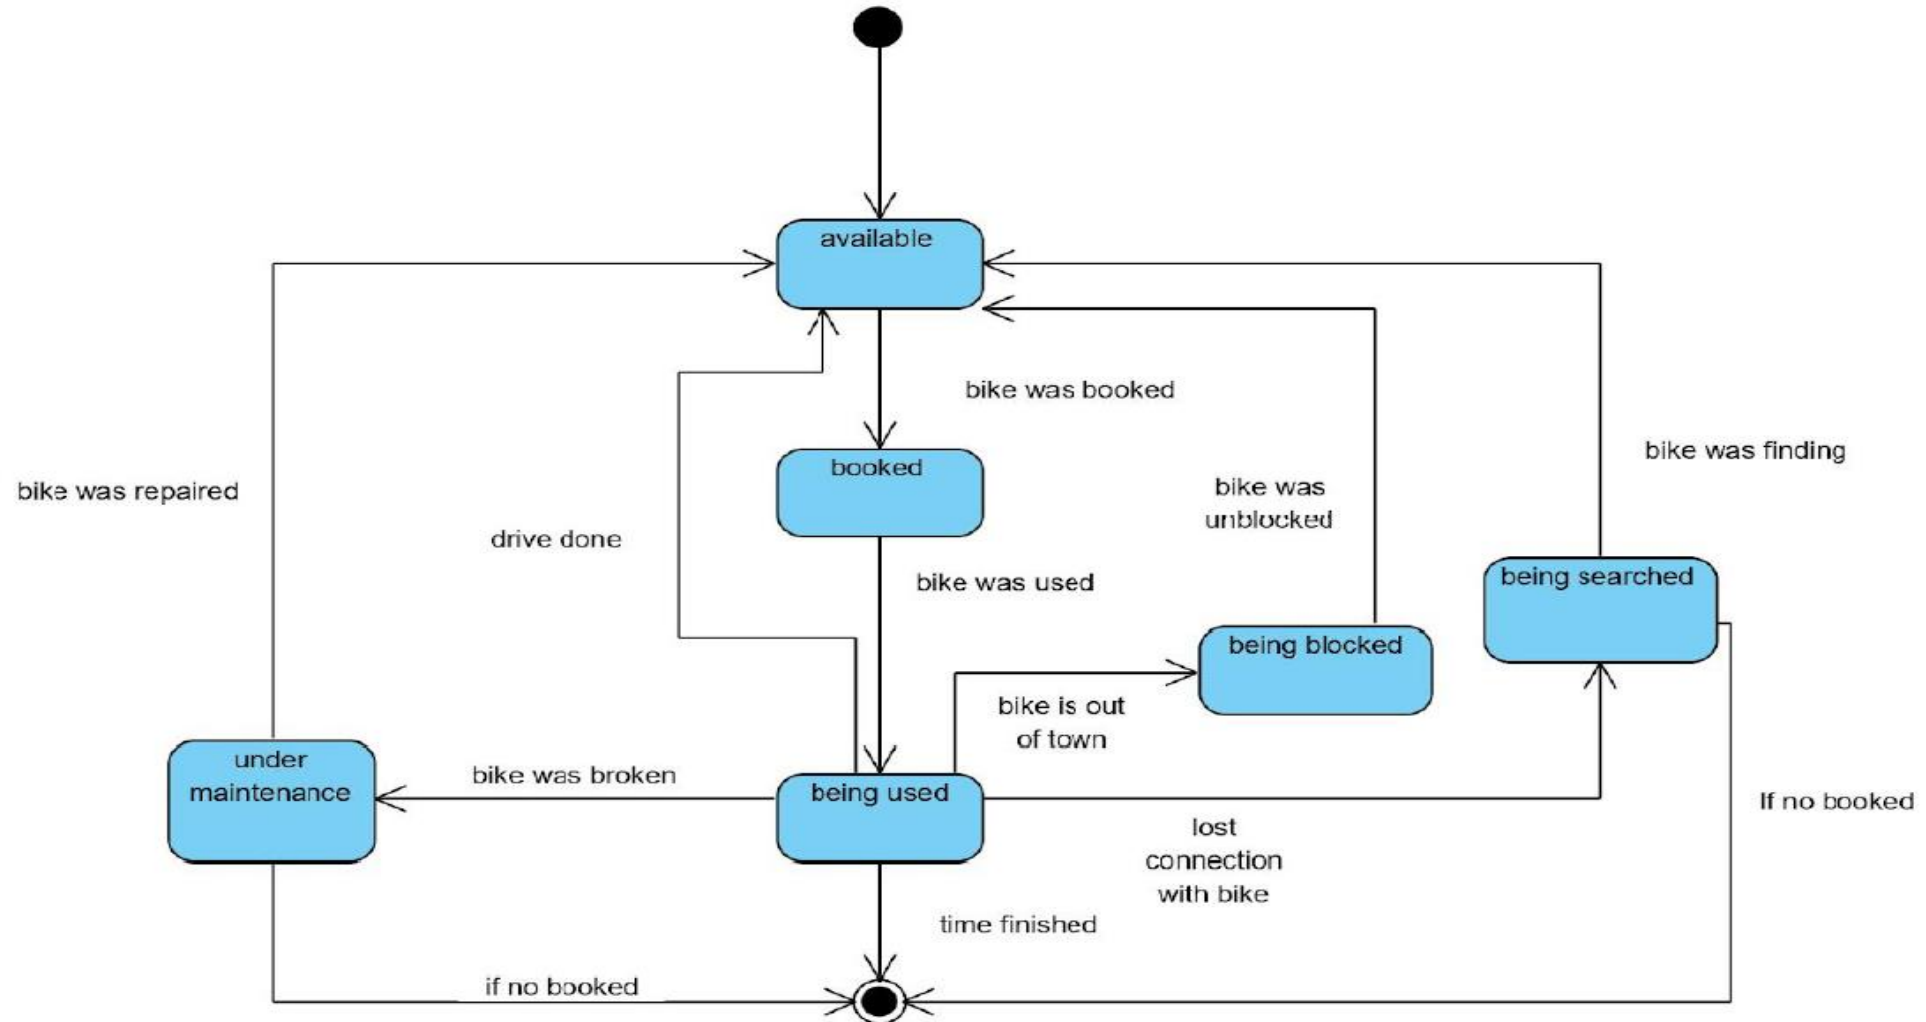 available
bike was booked
bike was finding
booked
bike was repaired
bike was
unblocked
drive done
bike was used
being searched
being blocked
bike is out
of town
under
maintenance
bike was broken
being used
If no booked
lost
connection
with bike
time finished
if no booked